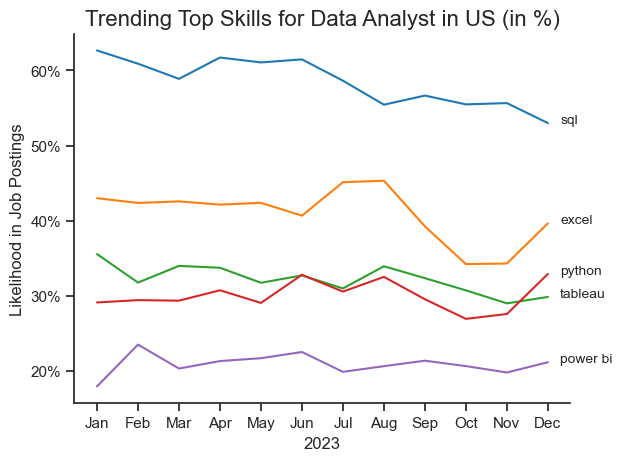 Trending Top Skills for Data Analyst in US (in %)
Likelihood in Job Postings
60%
50%
40%
30%
20%
sql
excel
python
tableau
power bi
Jan Feb Mar Apr May Jun Jul Aug Sep Oct Nov Dec
2023